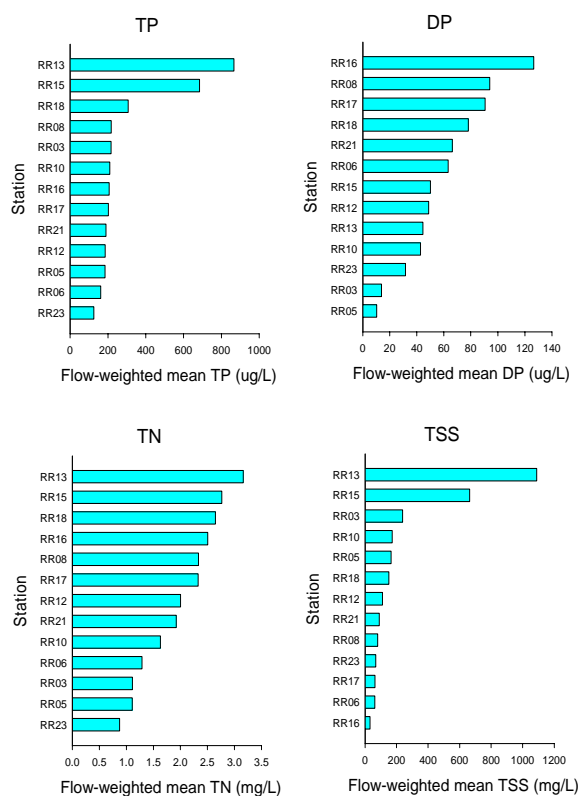 TP
Station
RR13
RR15
RR18
RR08
RR03
RR10
RR16
RR17
RR21
RR12
RR05
RR06
RR23
0 200 400 600 800 1000
Flow-weighted mean TP (ug/L)
DP
RR16
RR08
RR17
RR18
RR21
RR06
RR15
RR12
RR13
RR10
RR23
RR03
RR05
0 20 40 60 80 100 120 140
Flow-weighted mean DP (ug/L)
TN
Station
RR13
RR15
RR18
RR16
RR08
RR17
RR12
RR21
RR10
RR06
RR03
RR05
RR23
0.0 0.5 1.0 1.5 2.0 2.5 3.0 3.5
Flow-weighted mean TN (mg/L)
TSS
Station
RR13
RR15
RR03
RR10
RR05
RR18
RR12
RR21
RR08
RR23
RR17
RR06
RR16
0 200 400 600 800 1000 1200
Flow-weighted mean TSS (mg/L)